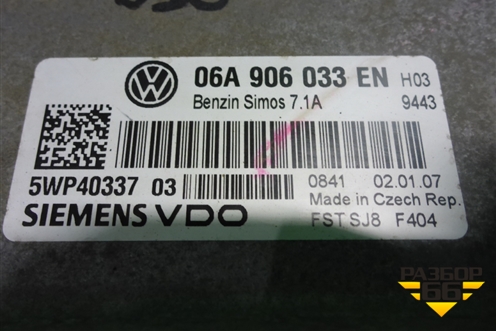 06A 906 033 EN H03
Benzin Simos 7.1A 9443
5WP40337 03
0841 02.01.07
Made in Czech Rep.
SIEMENS VDO
FST SJ8 F404
РАЗБОР
66